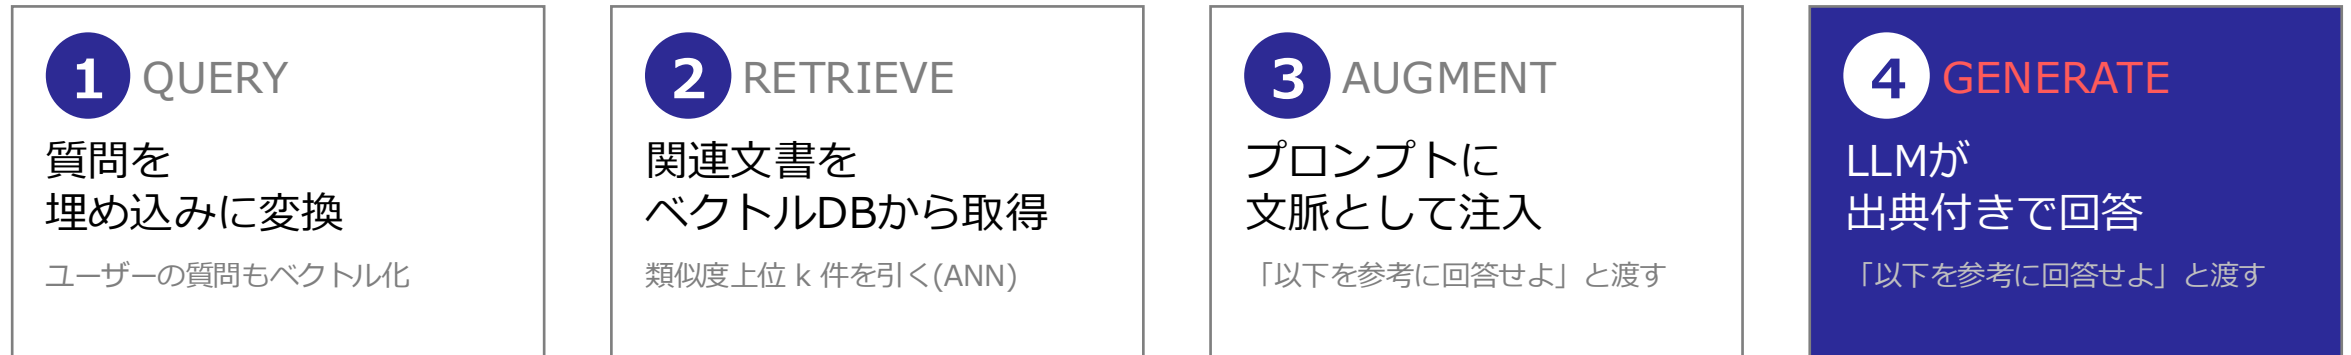 1 QUERY
質問を
埋め込みに変換
ユーザーの質問もベクトル化
2 RETRIEVE
関連文書を
ベクトルDBから取得
類似度上位 k 件を引く(ANN)
3 AUGMENT
プロンプトに
文脈として注入
「以下を参考に回答せよ」と渡す
4 GENERATE
LLMが
出典付きで回答
「以下を参考に回答せよ」と渡す